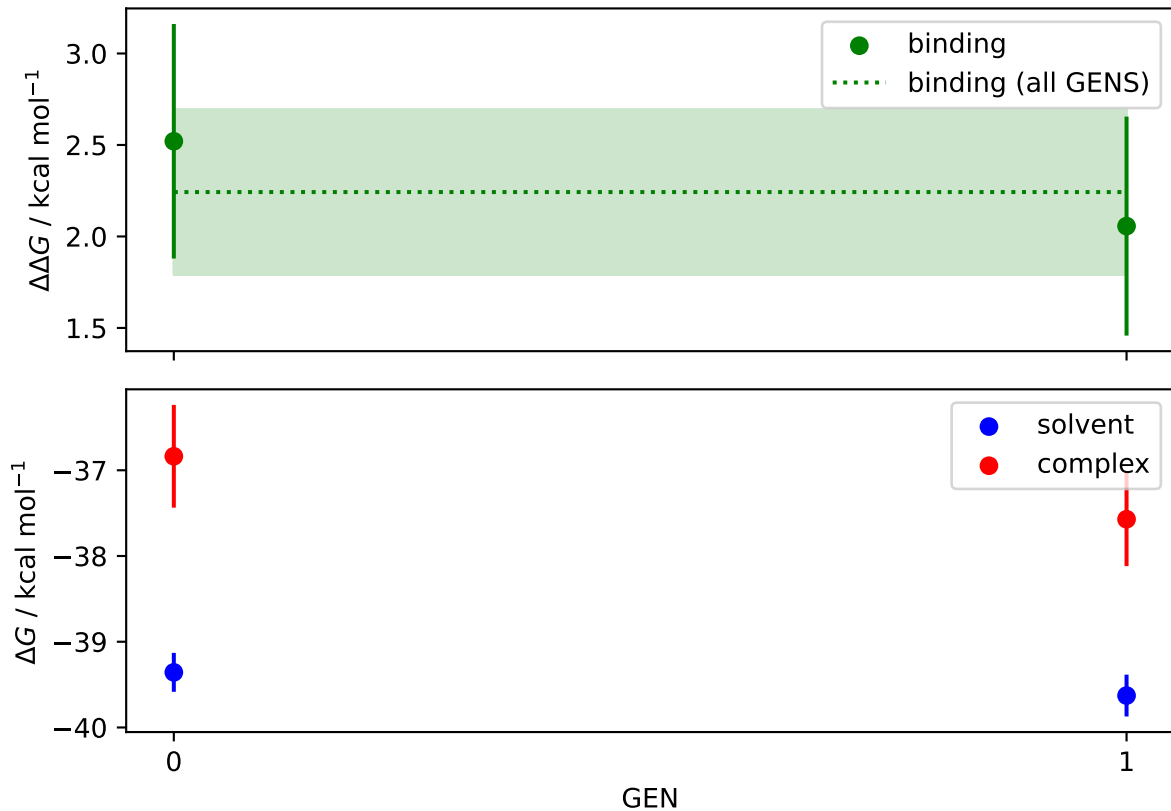 3.0
2.5
2.0
1.5
ΔΔG / kcal mol⁻¹
binding
binding (all GENS)
−37
−38
−39
−40
ΔG / kcal mol⁻¹
solvent
complex
0
1
GEN